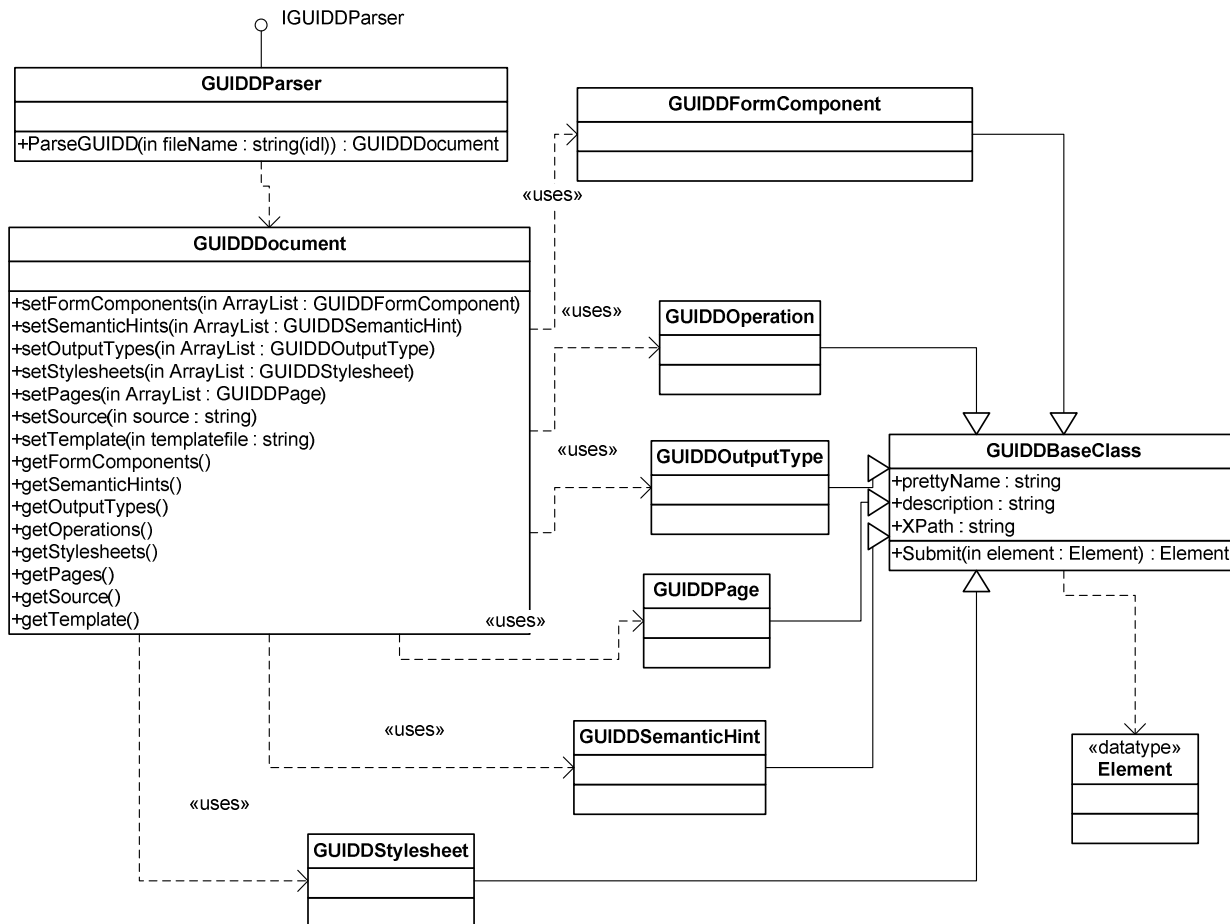 IGUIDDParser
GUIDDParser
+ParseGUIDD(in fileName : string(idl)) : GUIDDDocument
GUIDDFormComponent
«uses»
GUIDDDocument
+setFormComponents(in ArrayList : GUIDDFormComponent)
+setSemanticHints(in ArrayList : GUIDDSemanticHint)
+setOutputTypes(in ArrayList : GUIDDOutputType)
+setStylesheets(in ArrayList : GUIDDStylesheet)
+setPages(in ArrayList : GUIDDPage)
+setSource(in source : string)
+setTemplate(in templatefile : string)
+getFormComponents()
+getSemanticHints()
+getOutputTypes()
+getOperations()
+getStylesheets()
+getPages()
+getSource()
+getTemplate()
«uses»
GUIDDOperation
«uses»
GUIDDOutputType
GUIDDBaseClass
+prettyName : string
+description : string
+XPath : string
+Submit(in element : Element) : Element
«uses»
GUIDDPage
«uses»
GUIDDSemanticHint
«datatype»
Element
«uses»
GUIDDStylesheet